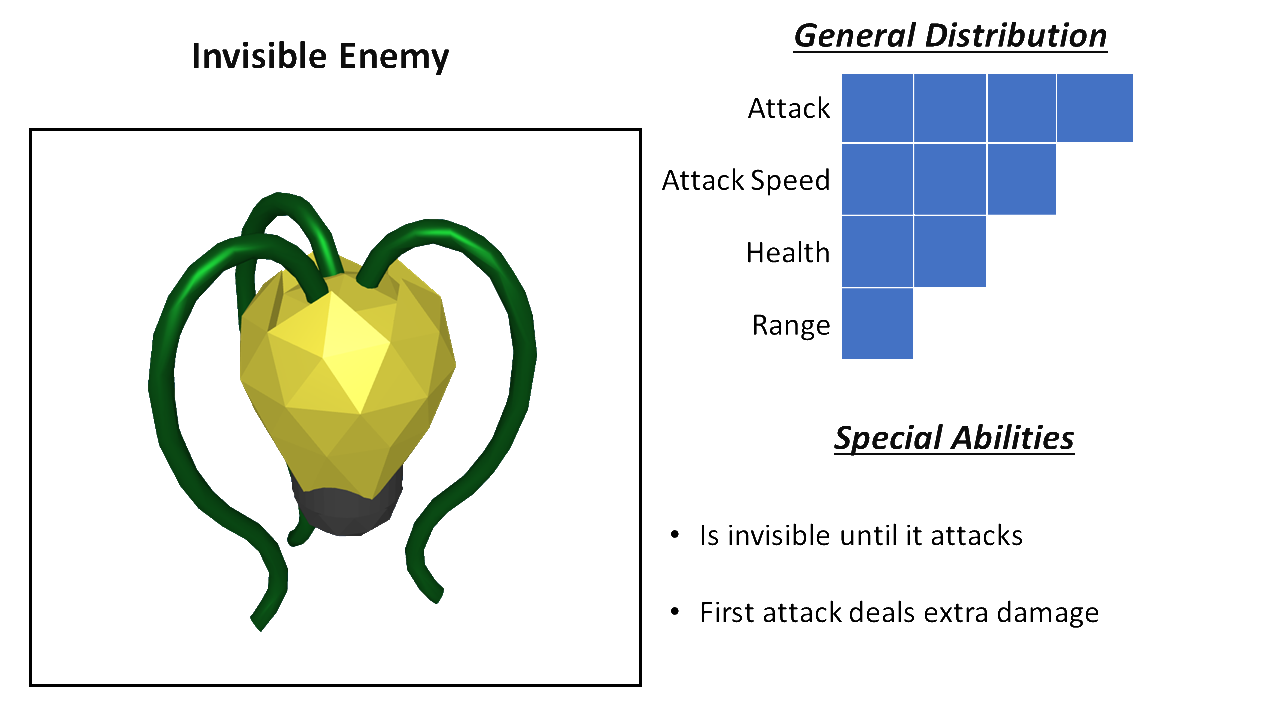 Invisible Enemy
General Distribution
Attack
Attack Speed
Health
Range
Special Abilities
• Is invisible until it attacks
• First attack deals extra damage